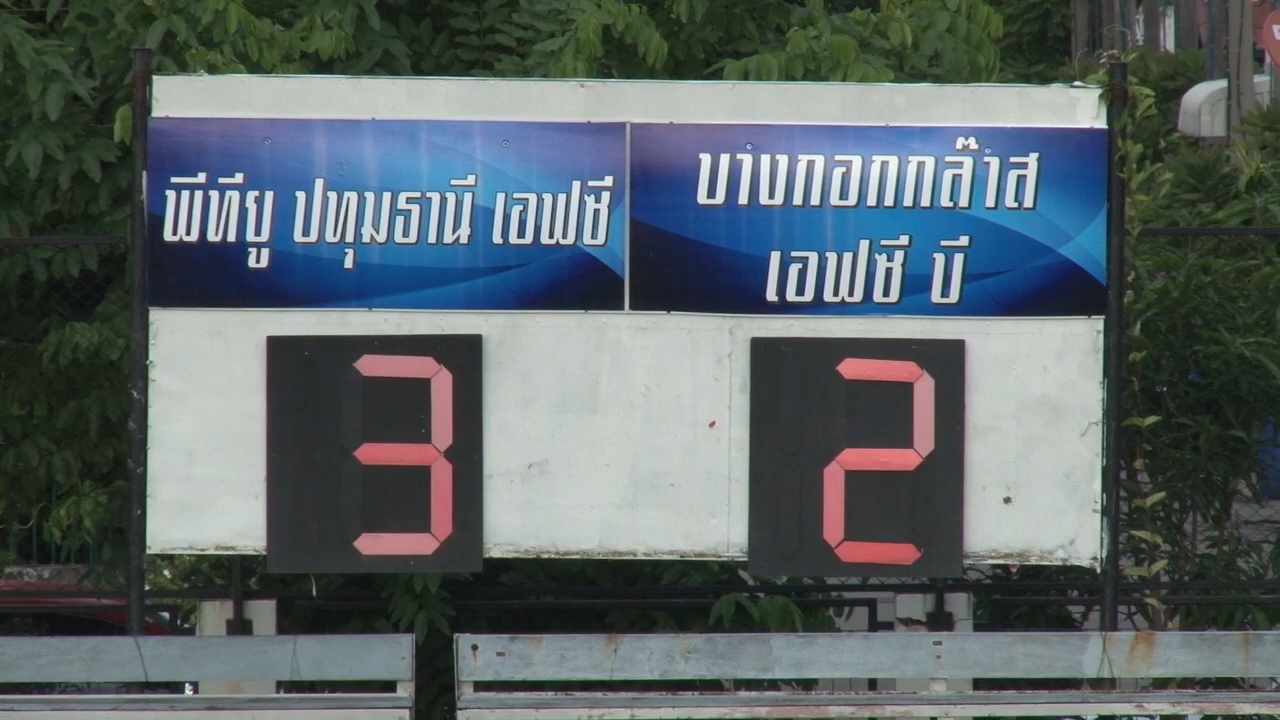 พีทียู ปทุมธานี เอฟซี
บางกอกกล๊าส
เอฟซี บี
3
2